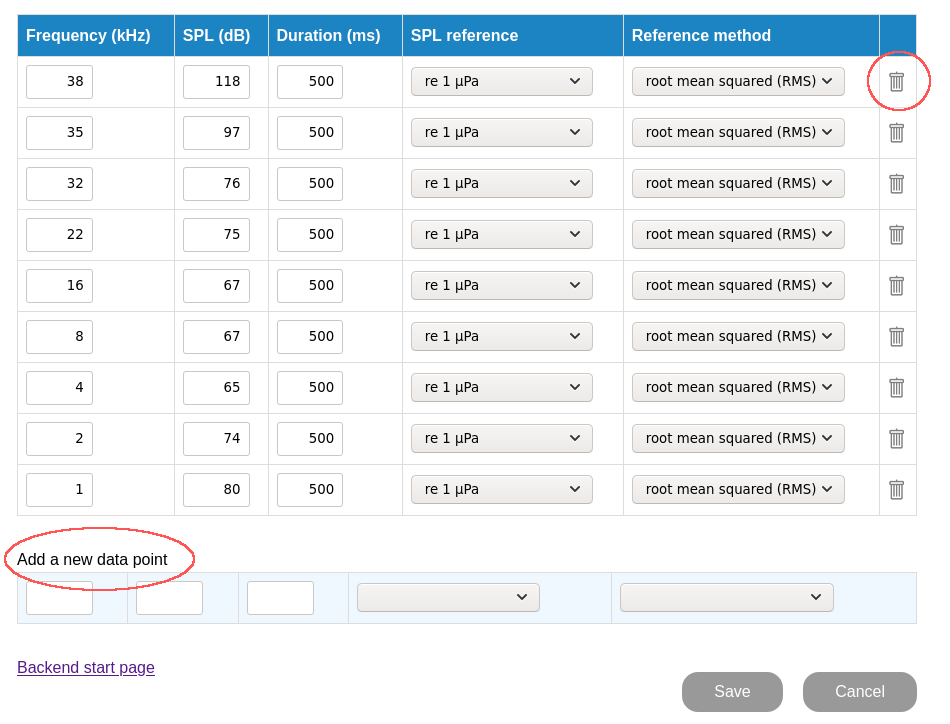 Frequency (kHz) SPL (dB) Duration (ms) SPL reference Reference method
38 118 500 re 1 µPa root mean squared (RMS)
35 97 500 re 1 µPa root mean squared (RMS)
32 76 500 re 1 µPa root mean squared (RMS)
22 75 500 re 1 µPa root mean squared (RMS)
16 67 500 re 1 µPa root mean squared (RMS)
8 67 500 re 1 µPa root mean squared (RMS)
4 65 500 re 1 µPa root mean squared (RMS)
2 74 500 re 1 µPa root mean squared (RMS)
1 80 500 re 1 µPa root mean squared (RMS)
Add a new data point
Backend start page
Save Cancel